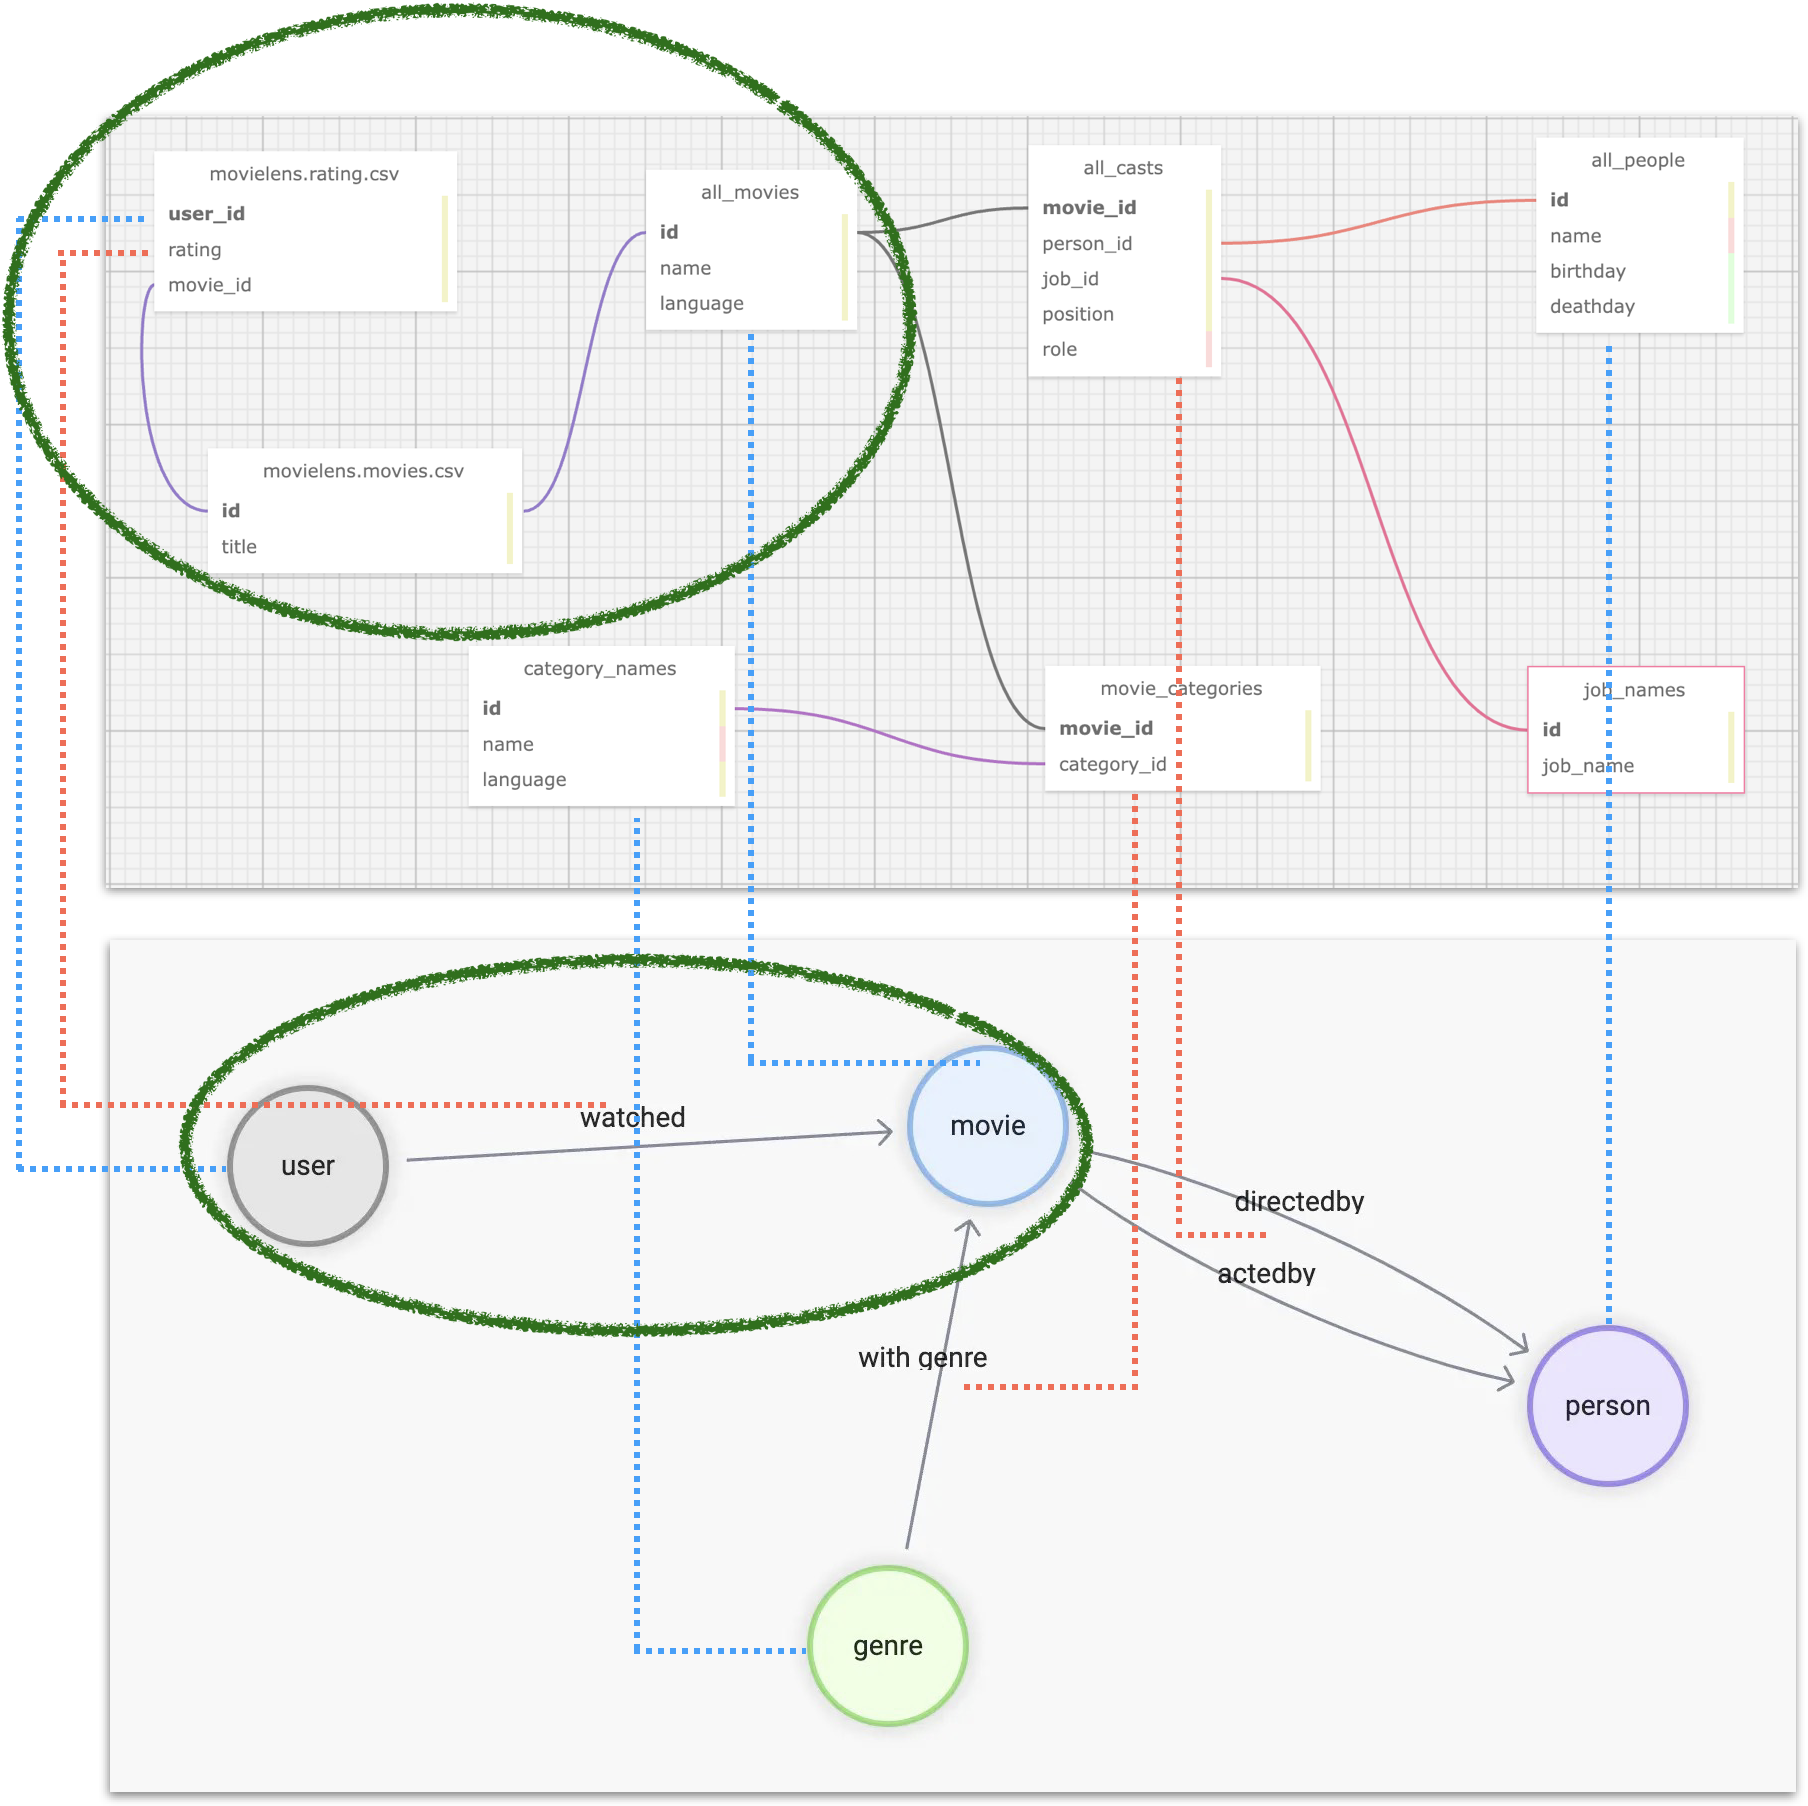 movielens.rating.csv
user_id
rating
movie_id
all_movies
id
name
language
all_casts
movie_id
person_id
job_id
position
role
all_people
id
name
birthday
deathday
movielens.movies.csv
id
title
category_names
id
name
language
movie_categories
movie_id
category_id
job_names
id
job_name
user
watched
movie
directedby
actedby
with genre
person
genre